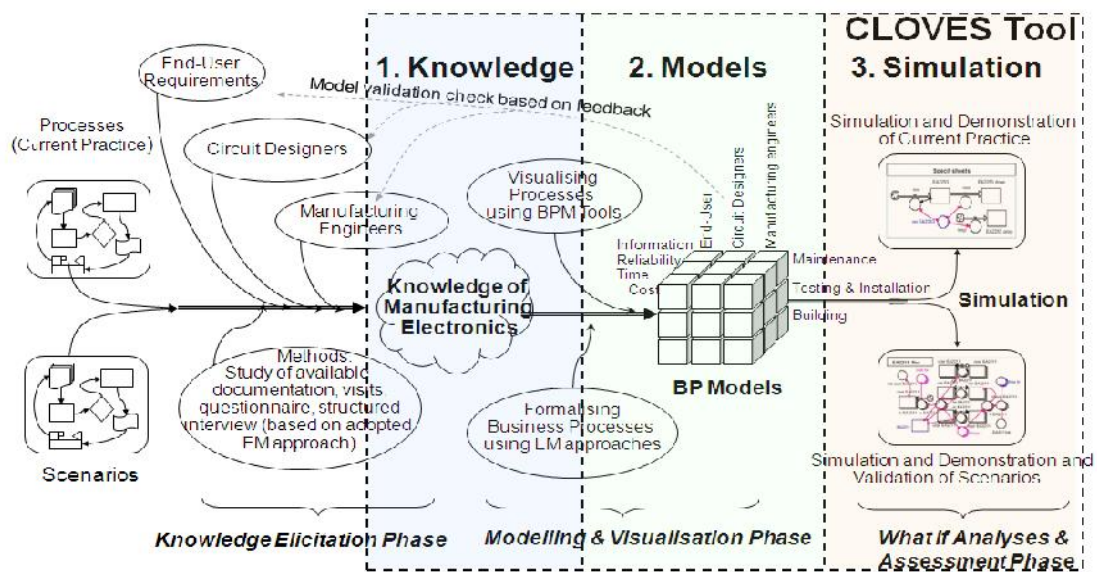 CLOVES Tool
1. Knowledge
2. Models
3. Simulation
End-User
Requirements
Model validation check based on feedback
Processes
(Current Practice)
Circuit Designers
Manufacturing
Engineers
Visualising
Processes
using BPM Tools
End-User
Circuit Designers
Manufacturing engineers
Simulation and Demonstration
of Current Practice
Information
Reliability
Time
Cost
Maintenance
Testing & Installation
Building
Knowledge of
Manufacturing
Electronics
Simulation
BP Models
Methods:
Study of available
documentation, visits,
questionnaire, structured
interview (based on adopted
EM approach)
Formalising
Business Processes
using LM approaches
Scenarios
Simulation and Demonstration and
Validation of Scenarios
Knowledge Elicitation Phase
Modelling & Visualisation Phase
What if Analyses &
Assessment Phase